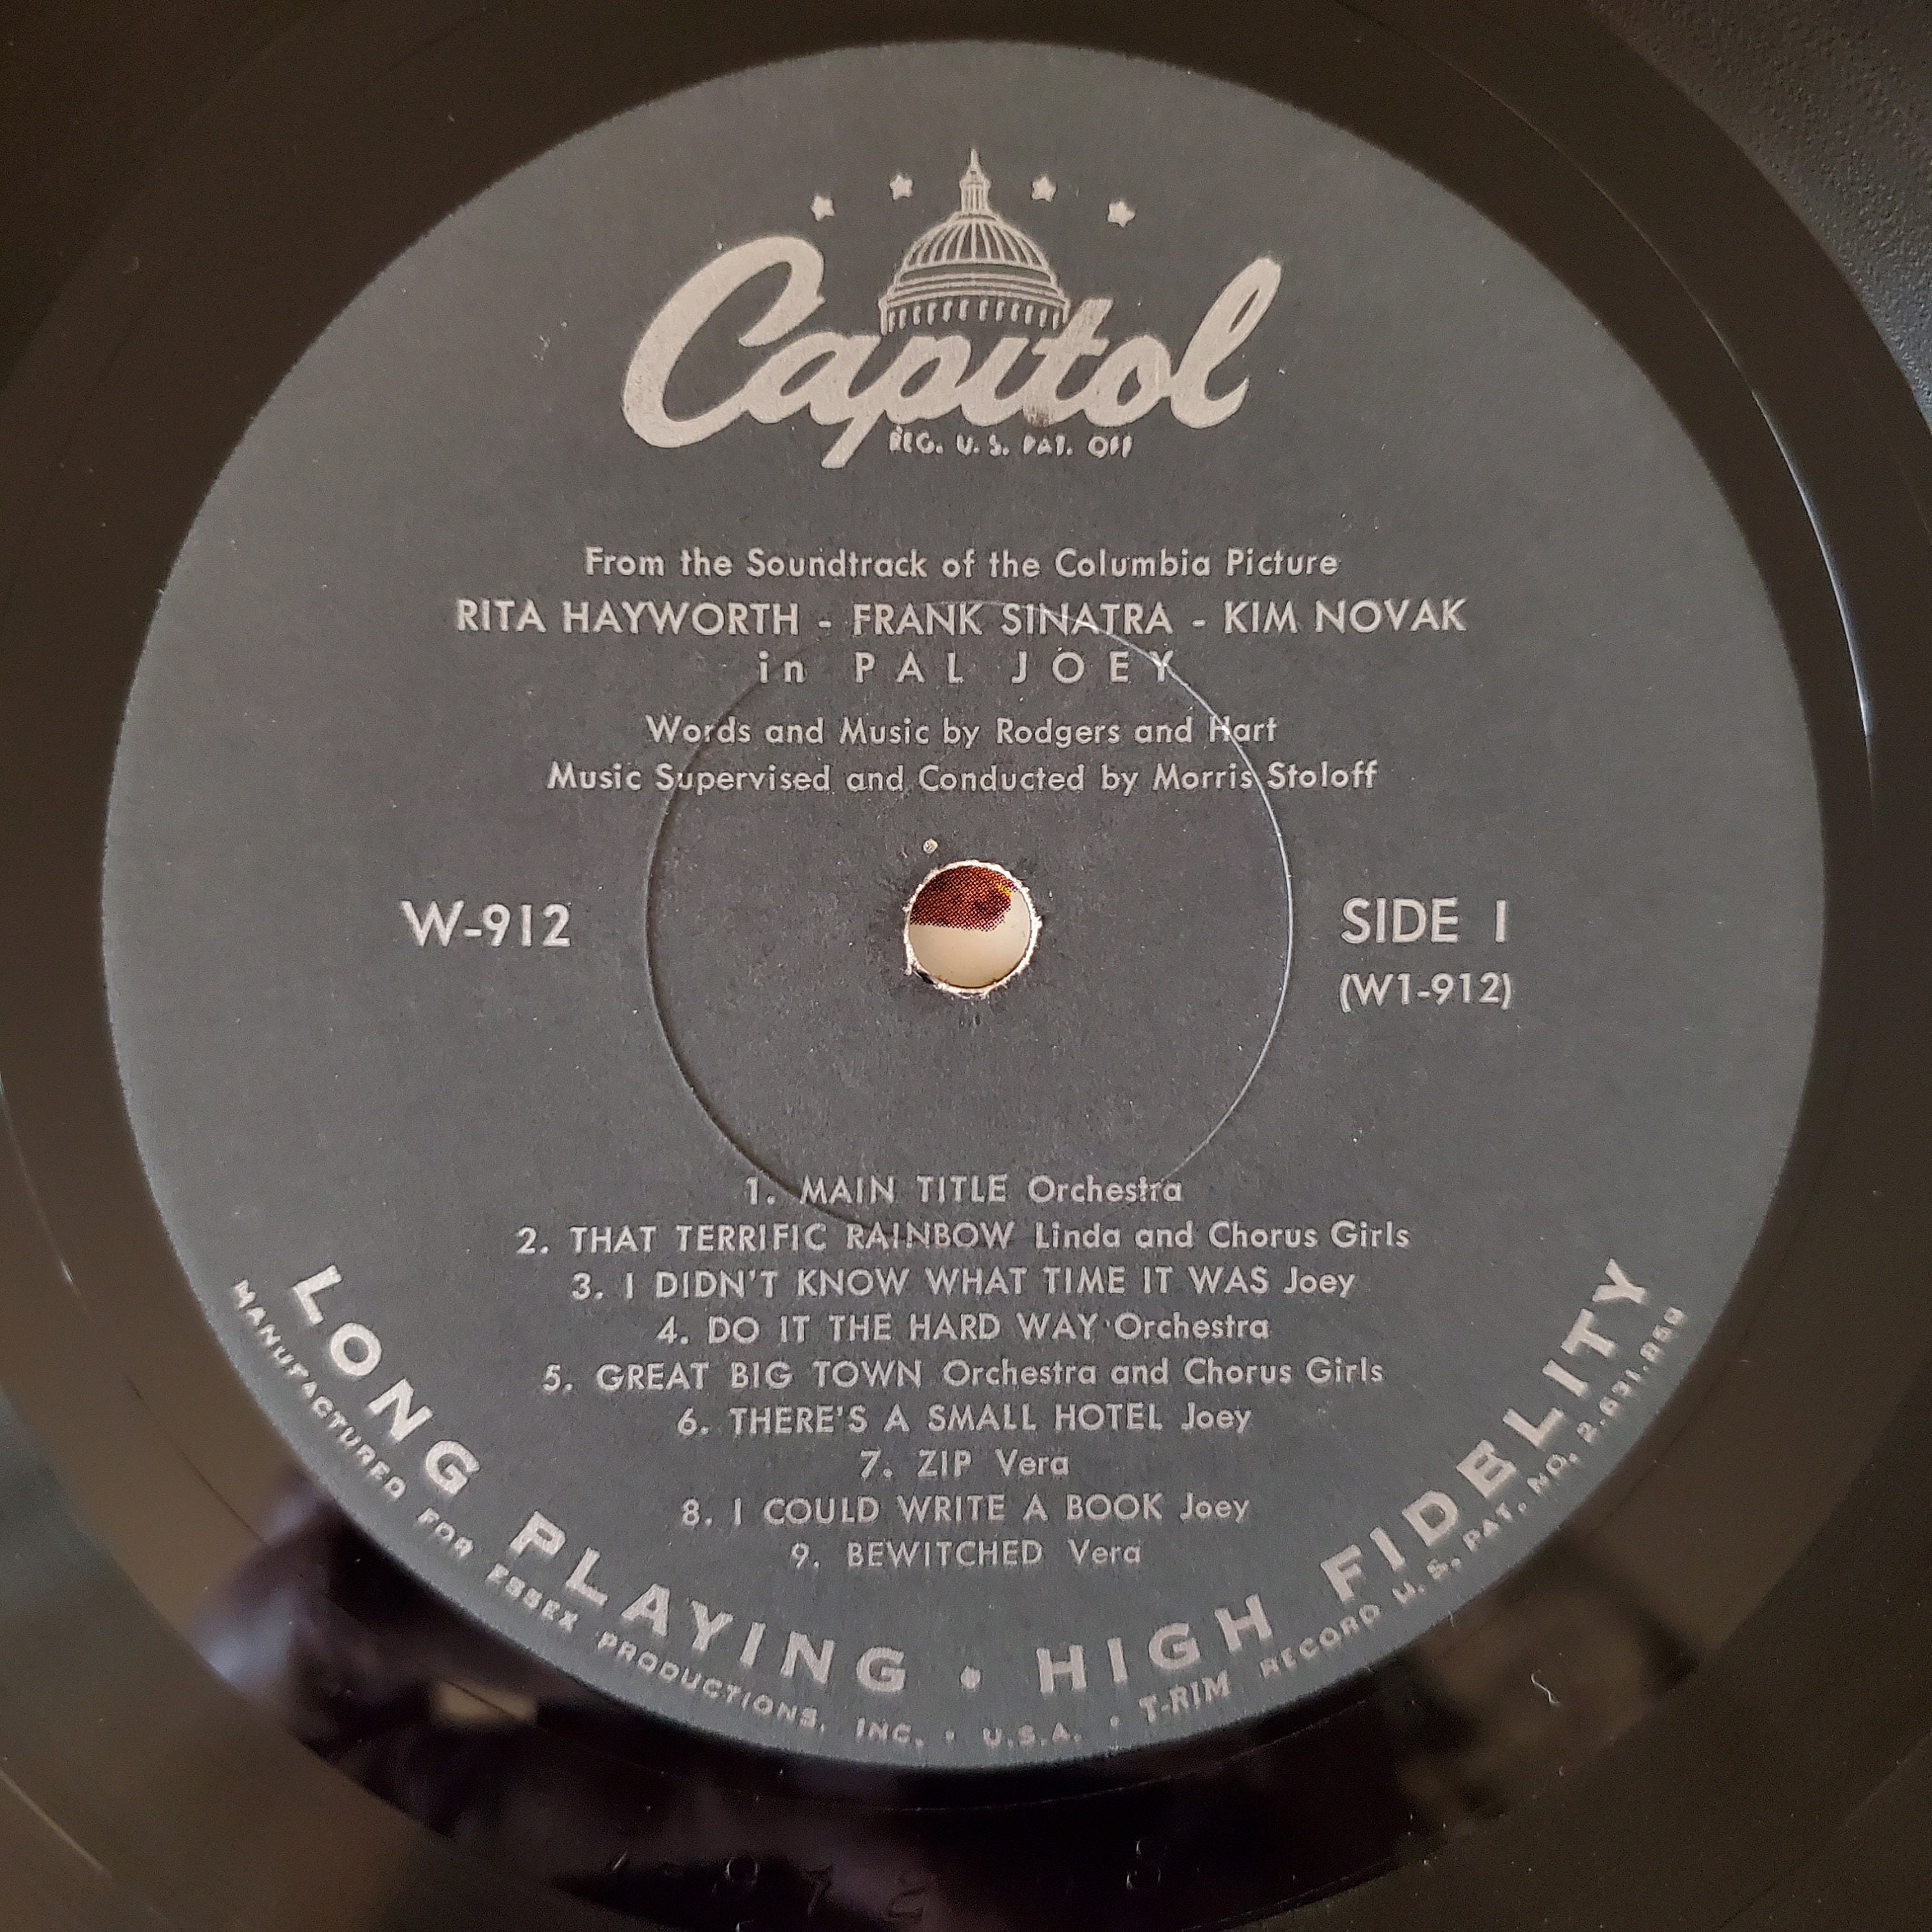 Capitol
REG. U. S. PAT. OFF
From the Soundtrack of the Columbia Picture
RITA HAYWORTH - FRANK SINATRA - KIM NOVAK
in PAL JOEY
Words and Music by Rodgers and Hart
Music Supervised and Conducted by Morris Stoloff
W-912
SIDE 1
(W1-912)
1. MAIN TITLE Orchestra
2. THAT TERRIFIC RAINBOW Linda and Chorus Girls
3. I DIDN'T KNOW WHAT TIME IT WAS Joey
4. DO IT THE HARD WAY Orchestra
5. GREAT BIG TOWN Orchestra and Chorus Girls
6. THERE'S A SMALL HOTEL Joey
7. ZIP Vera
8. I COULD WRITE A BOOK Joey
9. BEWITCHED Vera
LONG PLAYING • HIGH FIDELITY
MANUFACTURED FOR ESSEX PRODUCTIONS, INC. • U.S.A. • T-RIM RECORD U. S. PAT. NO. 2,631,859